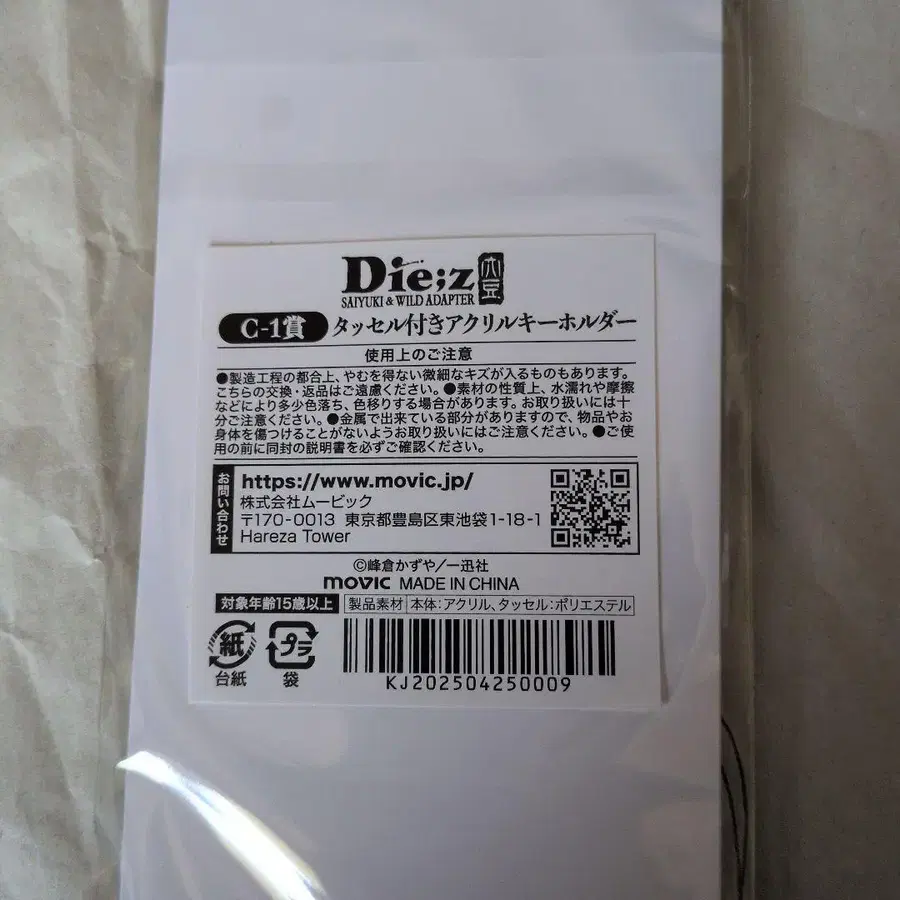 Die;z 大豆
SAIYUKI & WILD ADAPTER
C-1賞 タッセル付きアクリルキーホルダー
使用上のご注意
●製造工程の都合上、やむを得ない微細なキズが入るものもあります。
こちらの交換・返品はご遠慮ください。●素材の性質上、水濡れや摩擦
などにより多少色落ち、色移りする場合があります。お取り扱いには十
分ご注意ください。●金属で出来ている部分がありますので、物品やお
身体を傷つけることがないようお取り扱いにはご注意ください。●ご使
用の前に同封の説明書を必ずご確認ください。
お問い合わせ
https://www.movic.jp/
株式会社ムービック
〒170-0013 東京都豊島区東池袋1-18-1
Hareza Tower
©峰倉かずや/一迅社
movic MADE IN CHINA
対象年齢15歳以上 製品素材 本体:アクリル、タッセル:ポリエステル
紙 プラ
台紙 袋
KJ202504250009